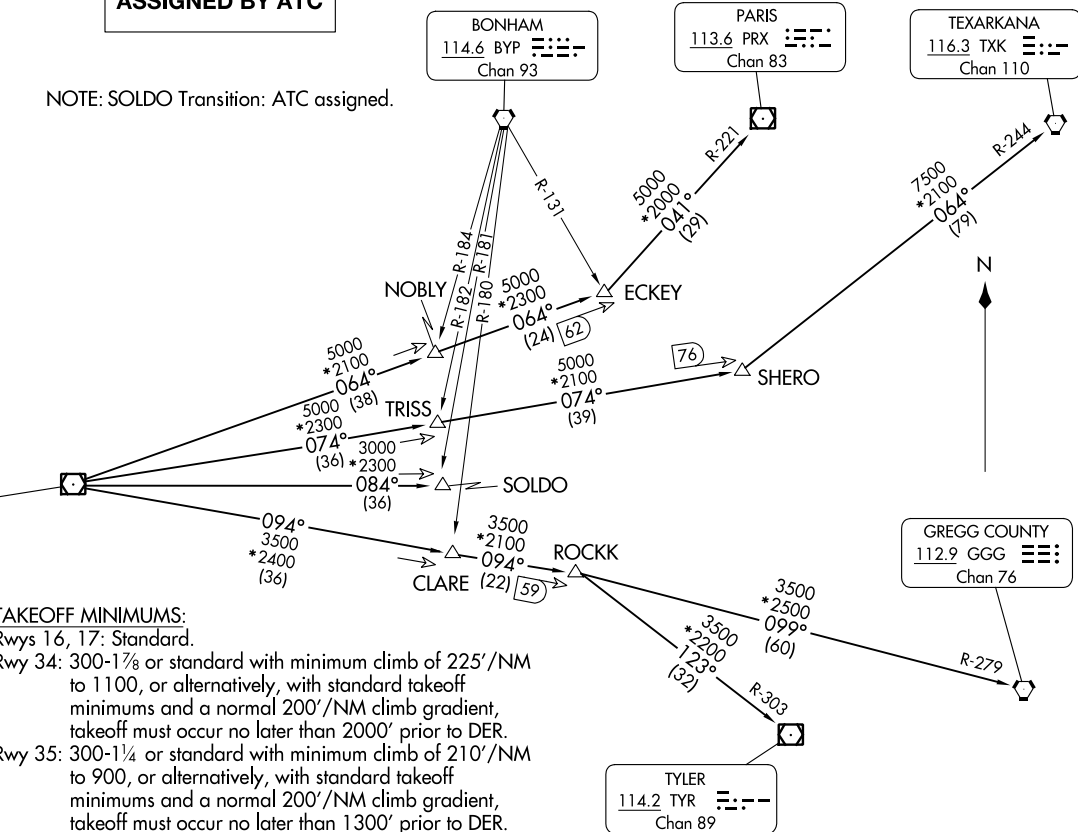 ASSIGNED BY ATC
NOTE: SOLDO Transition: ATC assigned.
BONHAM
114.6 BYP
Chan 93
PARIS
113.6 PRX
Chan 83
TEXARKANA
116.3 TXK
Chan 110
R-221
R-244
R-131
R-184
R-181
R-182
R-180
5000
*2000
041°
(29)
7500
*2100
064°
(79)
N
NOBLY
5000
*2300
064°
(24)
62
ECKEY
5000
*2100
064°
(38)
76
SHERO
5000
*2100
074°
(39)
TRISS
5000
*2300
074°
(36)
3000
*2300
084°
(36)
SOLDO
094°
3500
*2400
(36)
CLARE
3500
*2100
094°
(22)
59
ROCKK
GREGG COUNTY
112.9 GGG
Chan 76
3500
*2500
099°
(60)
R-279
3500
*2200
123°
(32)
R-303
TYLER
114.2 TYR
Chan 89
TAKEOFF MINIMUMS:
Rwys 16, 17: Standard.
Rwy 34: 300-1⅞ or standard with minimum climb of 225'/NM
to 1100, or alternatively, with standard takeoff
minimums and a normal 200'/NM climb gradient,
takeoff must occur no later than 2000' prior to DER.
Rwy 35: 300-1¼ or standard with minimum climb of 210'/NM
to 900, or alternatively, with standard takeoff
minimums and a normal 200'/NM climb gradient,
takeoff must occur no later than 1300' prior to DER.